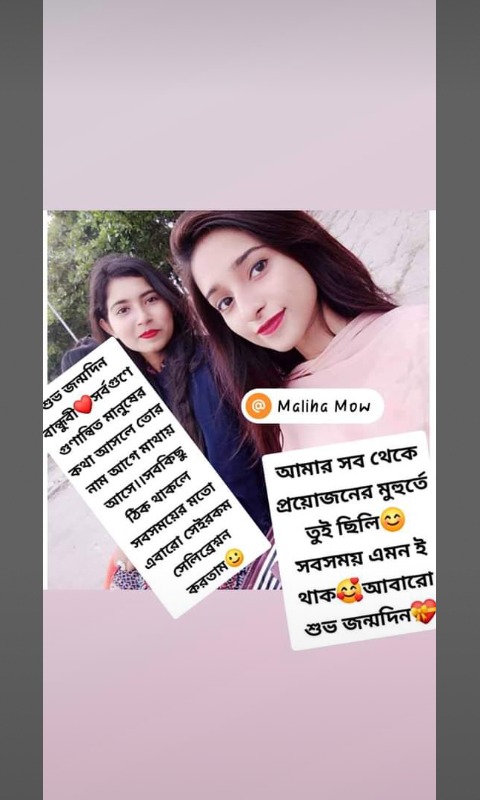 শুভ জন্মদিন
বান্ধুবী❤️সর্বগুণে
গুণান্বিত মানুষের
কথা আসলে তোর
নাম আগে মাথায়
আসে।।সবকিছু
ঠিক থাকলে
সবসময়ের মতো
এবারো সেইরকম
সেলিব্রেশন
করতাম🙂
@ Maliha Mow
আমার সব থেকে
প্রয়োজনের মুহুর্তে
তুই ছিলি😊
সবসময় এমন ই
থাক🥰আবারো
শুভ জন্মদিন💝